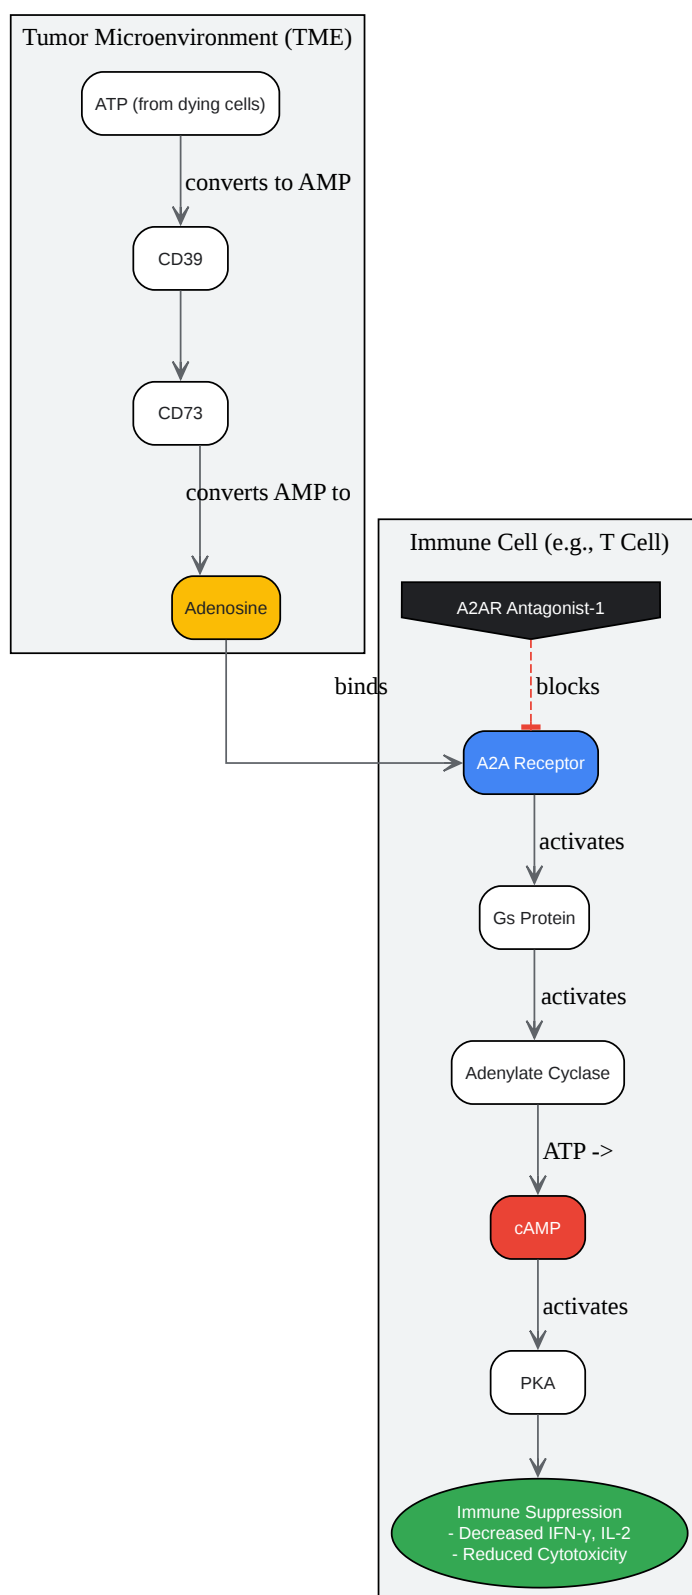 Tumor Microenvironment (TME)
ATP (from dying cells)
converts to AMP
CD39
CD73
converts AMP to
Adenosine
Immune Cell (e.g., T Cell)
A2AR Antagonist-1
binds
blocks
A2A Receptor
activates
Gs Protein
activates
Adenylate Cyclase
ATP ->
cAMP
activates
PKA
Immune Suppression
- Decreased IFN-γ, IL-2
- Reduced Cytotoxicity